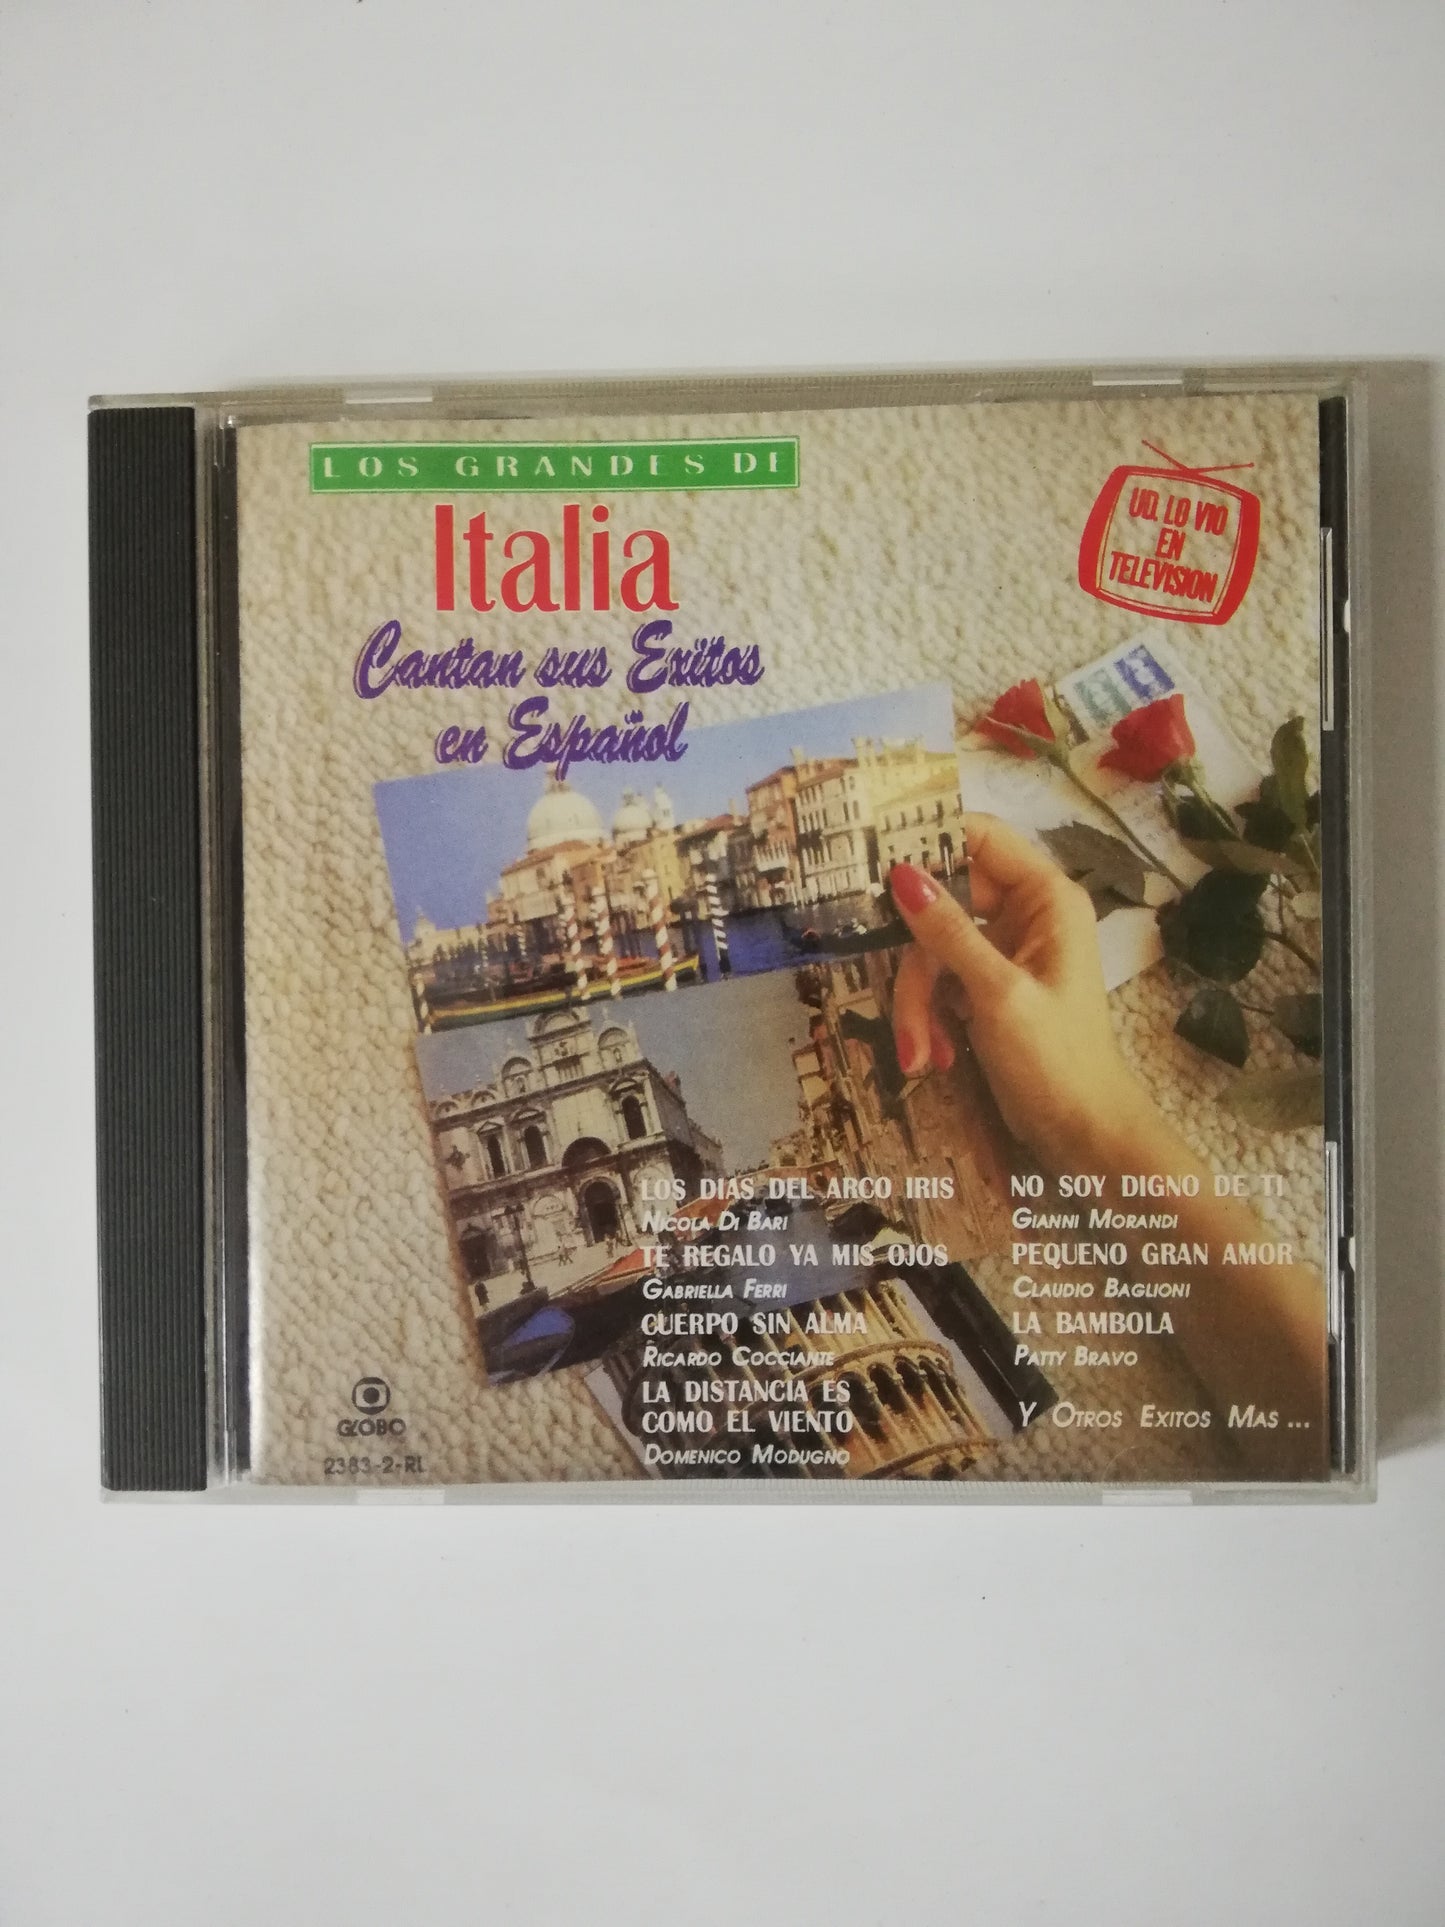 LOS GRANDES DE
Italia
Cantan sus Exitos
en Español
UD. LO VIO
EN
TELEVISION
LOS DIAS DEL ARCO IRIS
NICOLA DI BARI
TE REGALO YA MIS OJOS
GABRIELLA FERRI
CUERPO SIN ALMA
RICARDO COCCIANTE
LA DISTANCIA ES
COMO EL VIENTO
DOMENICO MODUGNO
NO SOY DIGNO DE TI
GIANNI MORANDI
PEQUENO GRAN AMOR
CLAUDIO BAGLIONI
LA BAMBOLA
PATTY BRAVO
Y OTROS EXITOS MAS...
GLOBO
2383-2-RL